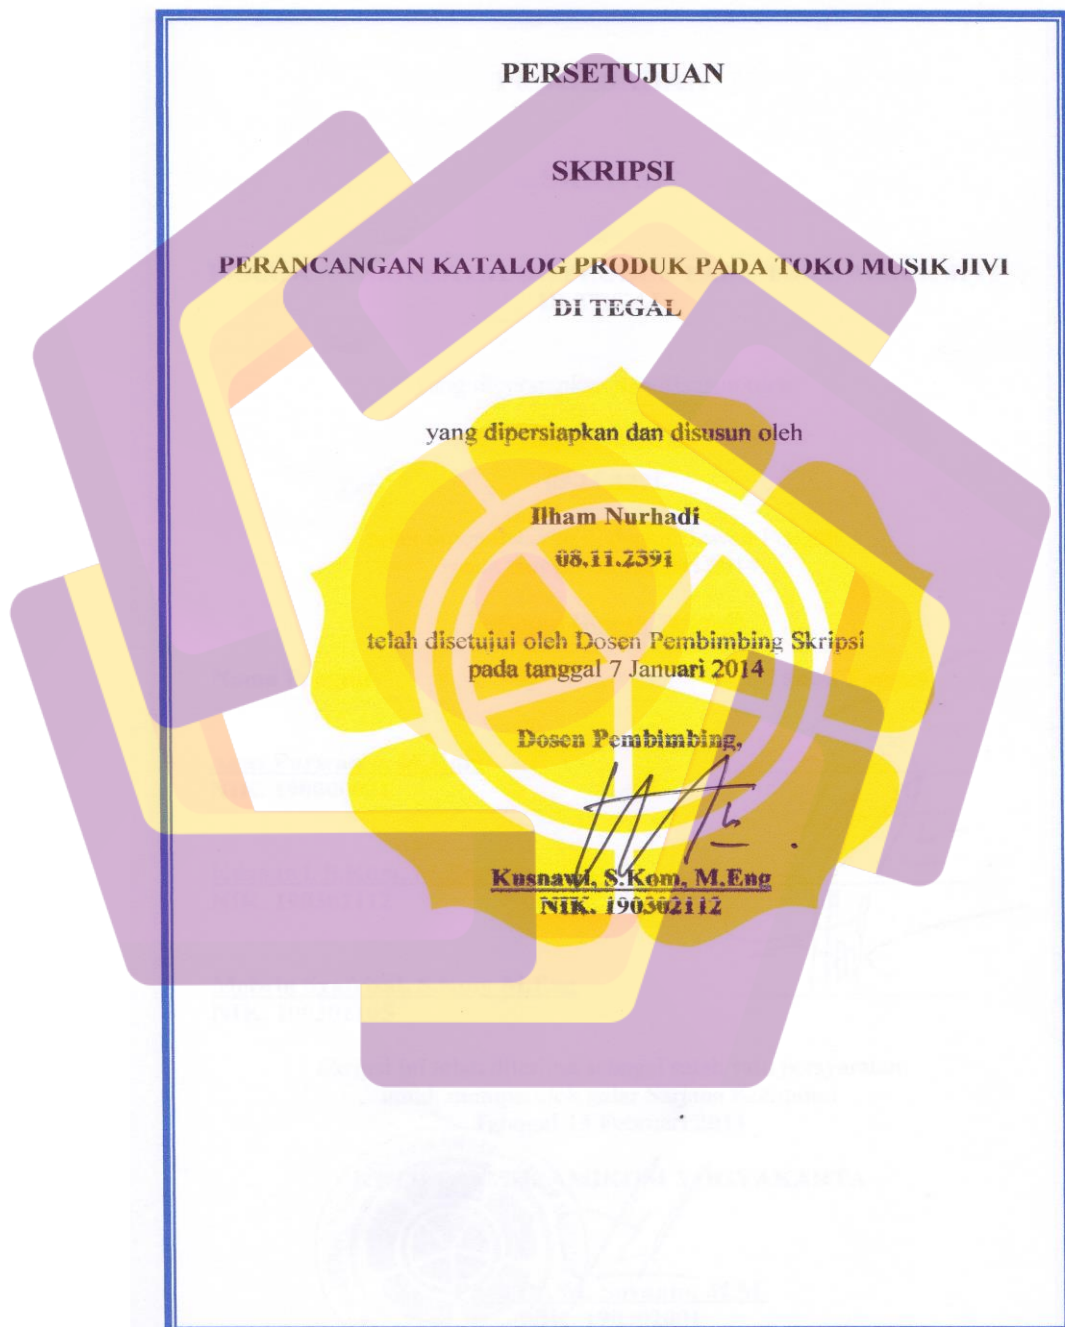 PERSETUJUAN
SKRIPSI
PERANCANGAN KATALOG PRODUK PADA TOKO MUSIK JIVI
DI TEGAL
yang dipersiapkan dan disusun oleh
Ilham Nurhadi
08.11.2391
telah disetujui oleh Dosen Pembimbing Skripsi
pada tanggal 7 Januari 2014
Dosen Pembimbing,
Kusnawi, S.Kom, M.Eng
NIK. 190302112